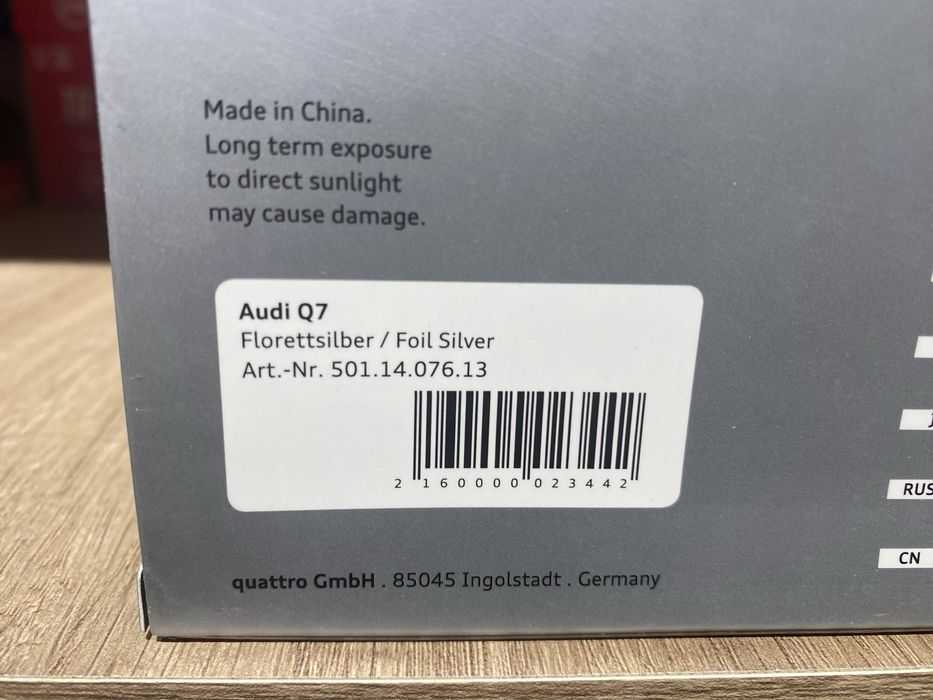 Made in China.
Long term exposure
to direct sunlight
may cause damage.
Audi Q7
Florettsilber / Foil Silver
Art.-Nr. 501.14.076.13
2 160000 023442
quattro GmbH . 85045 Ingolstadt . Germany
RUS
CN